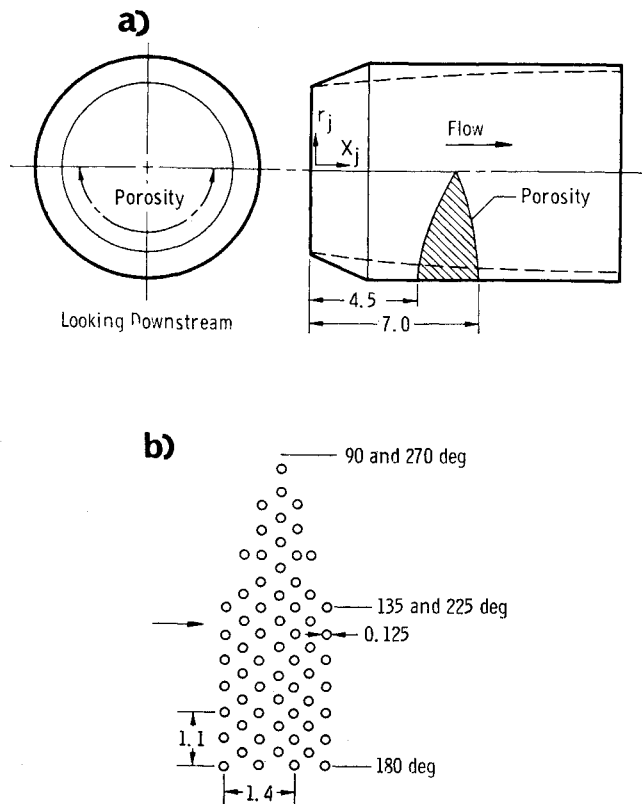 a)
r_j
X_j
Flow
Porosity
Porosity
4.5
7.0
Looking Downstream
b)
90 and 270 deg
135 and 225 deg
0.125
1.1
180 deg
1.4